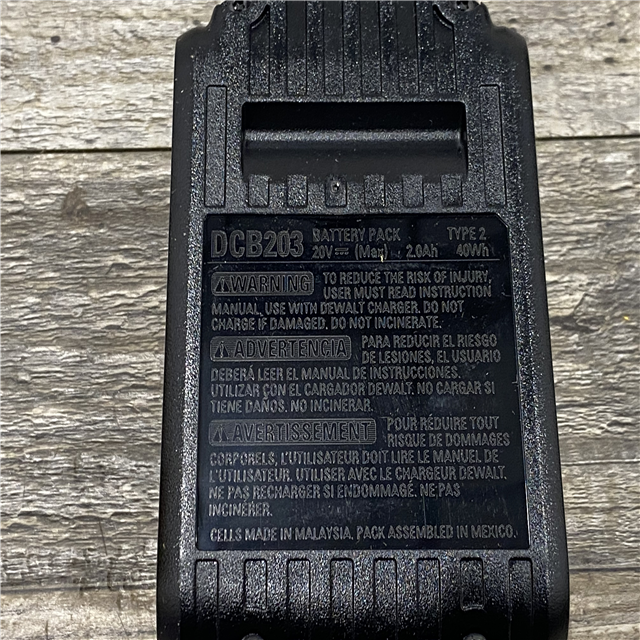 DCB203 BATTERY PACK TYPE 2
20V⎓ (Max) 2.0Ah 40Wh
WARNING TO REDUCE THE RISK OF INJURY,
USER MUST READ INSTRUCTION
MANUAL, USE WITH DEWALT CHARGER. DO NOT
CHARGE IF DAMAGED. DO NOT INCINERATE.
ADVERTENCIA PARA REDUCIR EL RIESGO
DE LESIONES, EL USUARIO
DEBERÁ LEER EL MANUAL DE INSTRUCCIONES.
UTILIZAR CON EL CARGADOR DEWALT. NO CARGAR SI
TIENE DAÑOS. NO INCINERAR.
AVERTISSEMENT POUR RÉDUIRE TOUT
RISQUE DE DOMMAGES
CORPORELS, L'UTILISATEUR DOIT LIRE LE MANUEL DE
L'UTILISATEUR. UTILISER AVEC LE CHARGEUR DEWALT.
NE PAS RECHARGER SI ENDOMMAGÉ. NE PAS
INCINERER.
CELLS MADE IN MALAYSIA, PACK ASSEMBLED IN MEXICO.